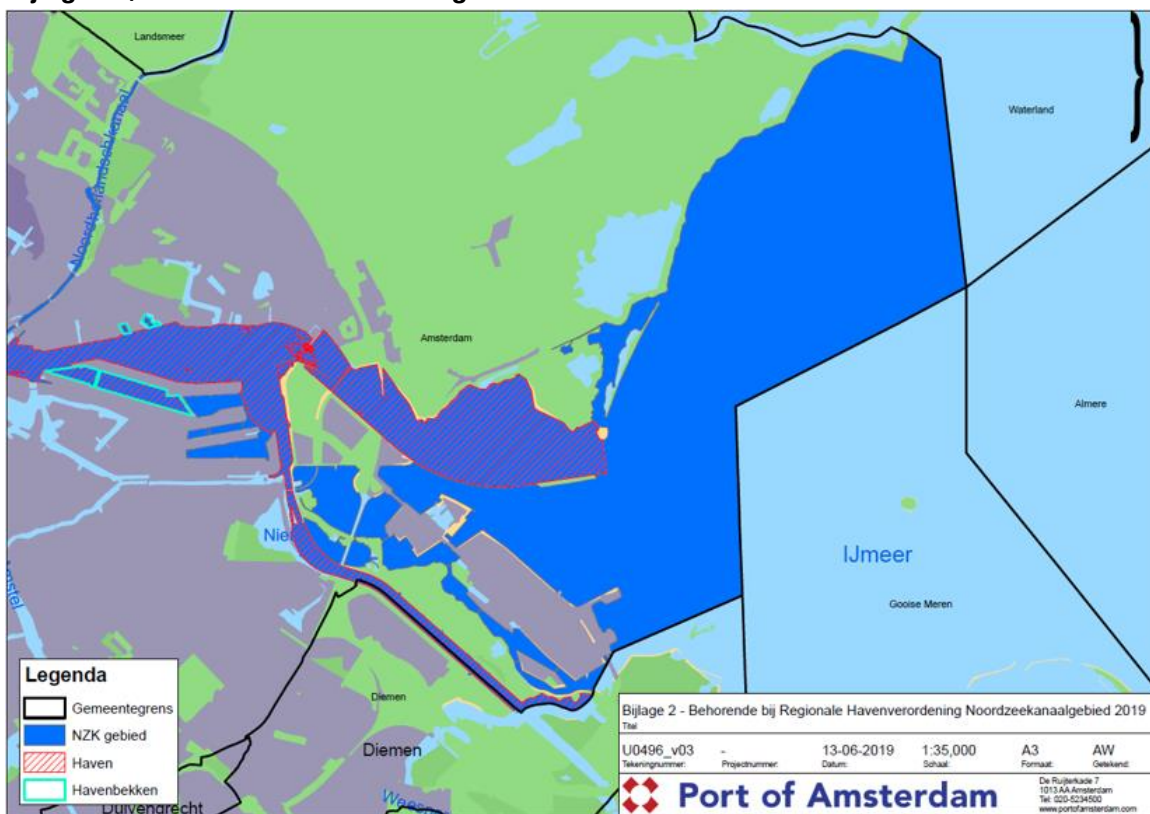 Landsmeer
Noordhollandschkanaal
Waterland
Amsterdam
Almere
IJmeer
Gooise Meren
Diemen
Diemen
Duivendrecht
Legenda
Gemeentegrens
NZK gebied
Haven
Havenbekken
Bijlage 2 - Behorende bij Regionale Havenverordening Noordzeekanaalgebied 2019
Titel
U0496_v03 - 13-06-2019 1:35,000 A3 AW
Tekeningnummer: Projectnummer: Datum: Schaal: Formaat: Getekend:
Port of Amsterdam
De Ruijterkade 7
1013 AA Amsterdam
Tel: 020-5234500
www.portofamsterdam.com